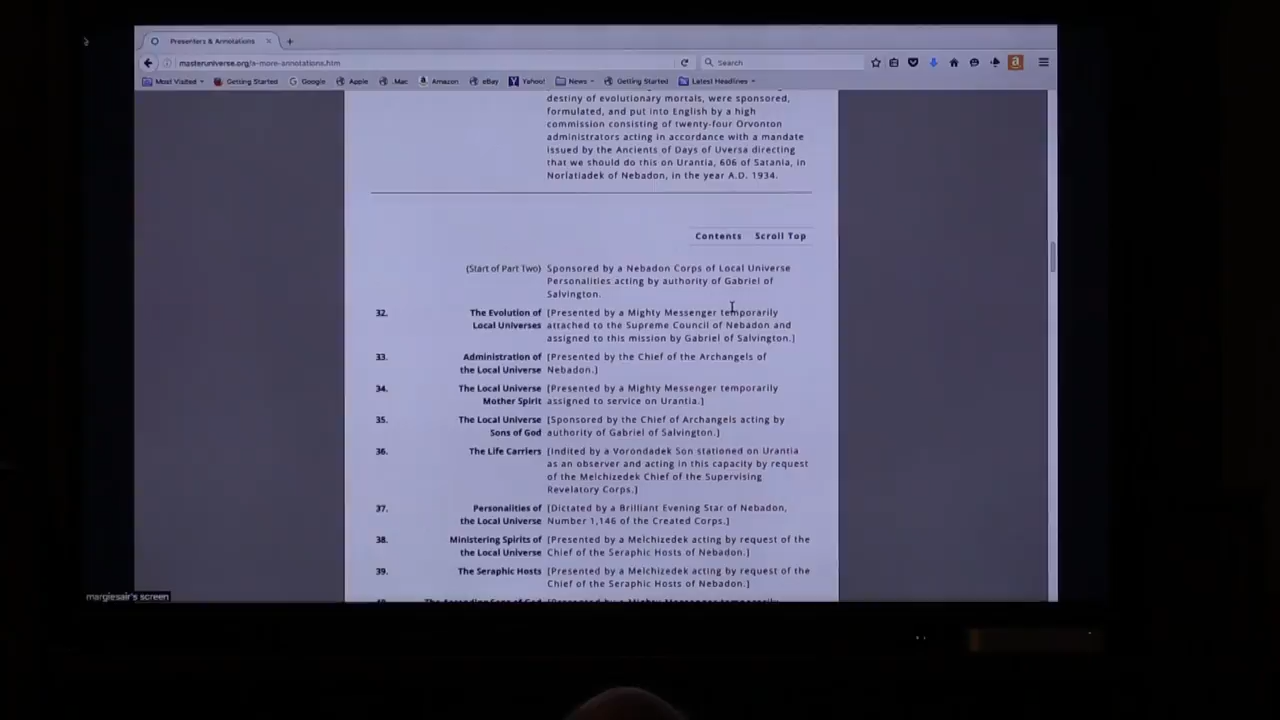 Presenters & Annotations
masteruniverse.org/a-more-annotations.htm
Search
Most Visited Getting Started Google Apple .Mac Amazon eBay Yahoo! News Getting Started Latest Headlines
destiny of evolutionary mortals, were sponsored,
formulated, and put into English by a high
commission consisting of twenty-four Orvonton
administrators acting in accordance with a mandate
issued by the Ancients of Days of Uversa directing
that we should do this on Urantia, 606 of Satania, in
Norlatiadek of Nebadon, in the year A.D. 1934.
Contents Scroll Top
(Start of Part Two) Sponsored by a Nebadon Corps of Local Universe
Personalities acting by authority of Gabriel of
Salvington.
32. The Evolution of [Presented by a Mighty Messenger temporarily
Local Universes attached to the Supreme Council of Nebadon and
assigned to this mission by Gabriel of Salvington.]
33. Administration of [Presented by the Chief of the Archangels of
the Local Universe Nebadon.]
34. The Local Universe [Presented by a Mighty Messenger temporarily
Mother Spirit assigned to service on Urantia.]
35. The Local Universe [Sponsored by the Chief of Archangels acting by
Sons of God authority of Gabriel of Salvington.]
36. The Life Carriers [Indited by a Vorondadek Son stationed on Urantia
as an observer and acting in this capacity by request
of the Melchizedek Chief of the Supervising
Revelatory Corps.]
37. Personalities of [Dictated by a Brilliant Evening Star of Nebadon,
the Local Universe Number 1,146 of the Created Corps.]
38. Ministering Spirits of [Presented by a Melchizedek acting by request of the
the Local Universe Chief of the Seraphic Hosts of Nebadon.]
39. The Seraphic Hosts [Presented by a Melchizedek acting by request of the
Chief of the Seraphic Hosts of Nebadon.]
margiesair's screen